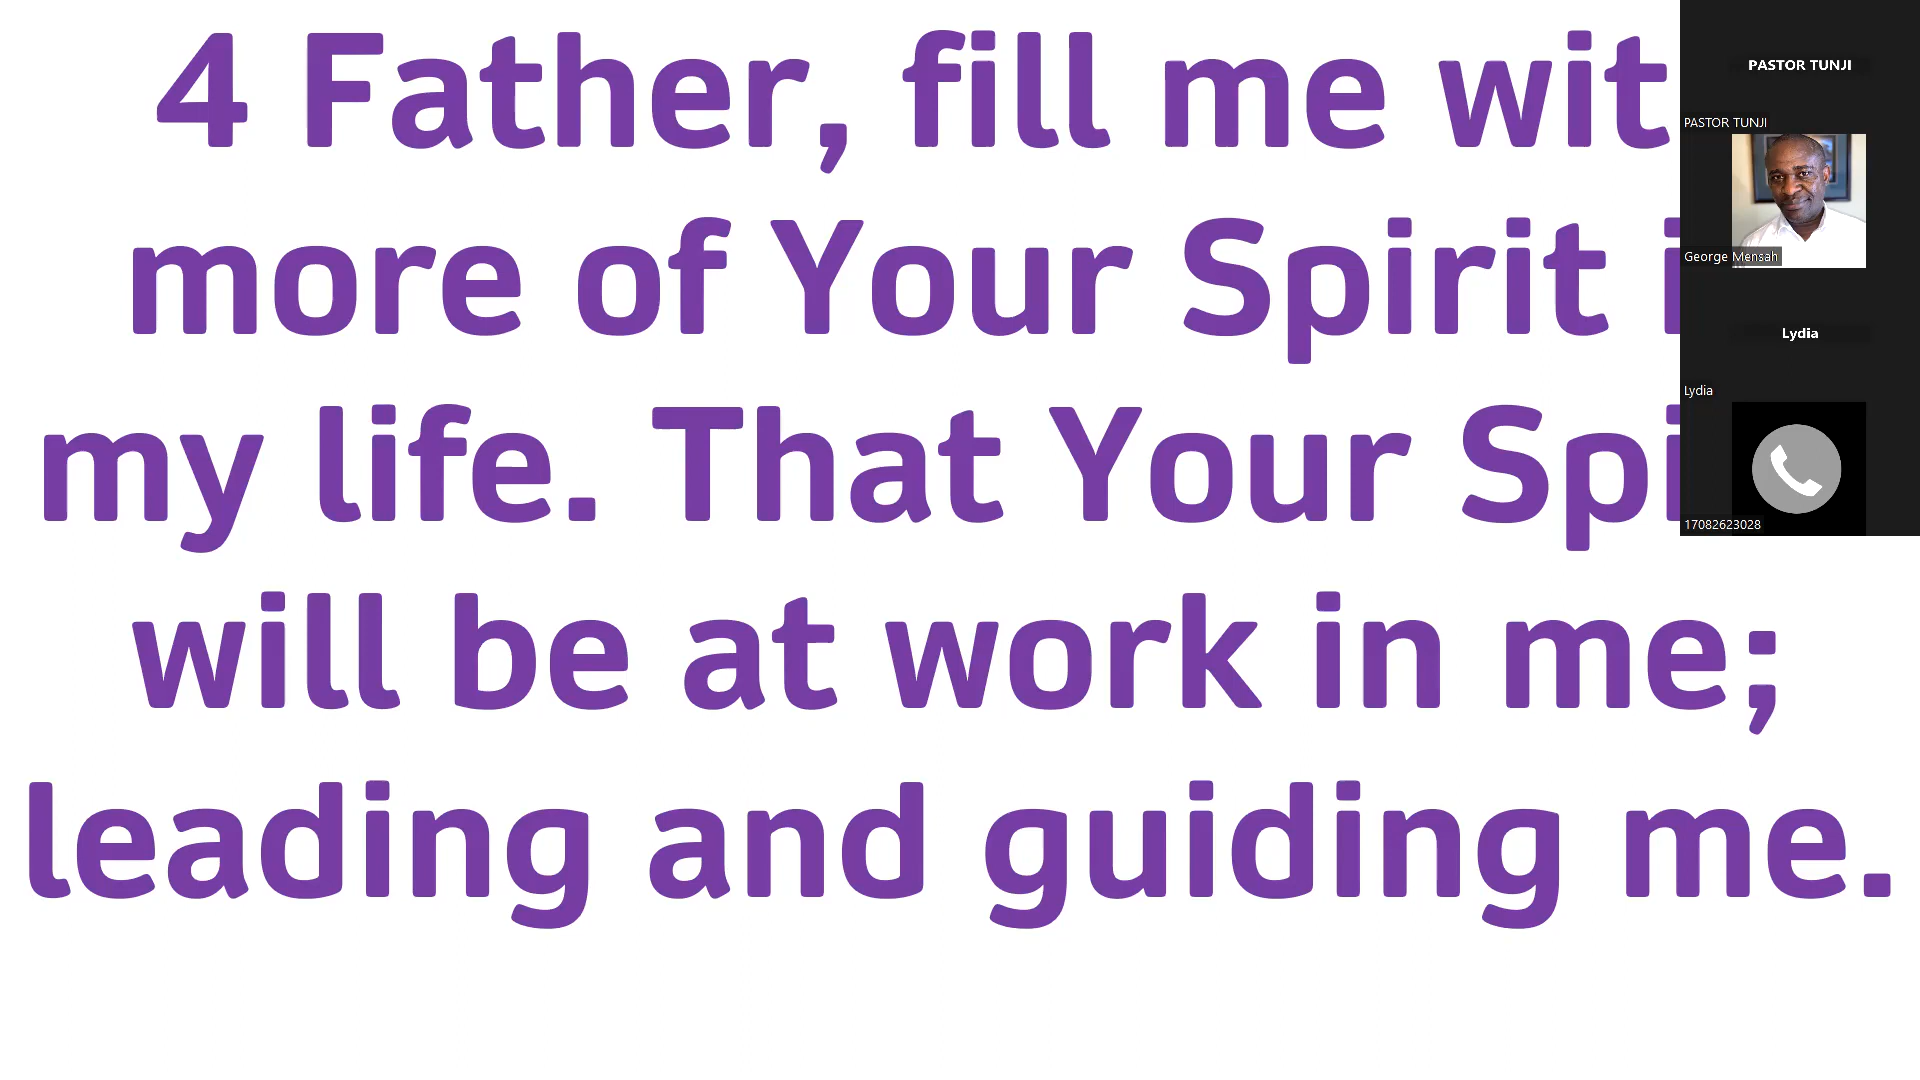 4 Father, fill me wit
more of Your Spirit i
my life. That Your Spi
will be at work in me;
leading and guiding me.
PASTOR TUNJI
PASTOR TUNJI
George Mensah
Lydia
Lydia
17082623028